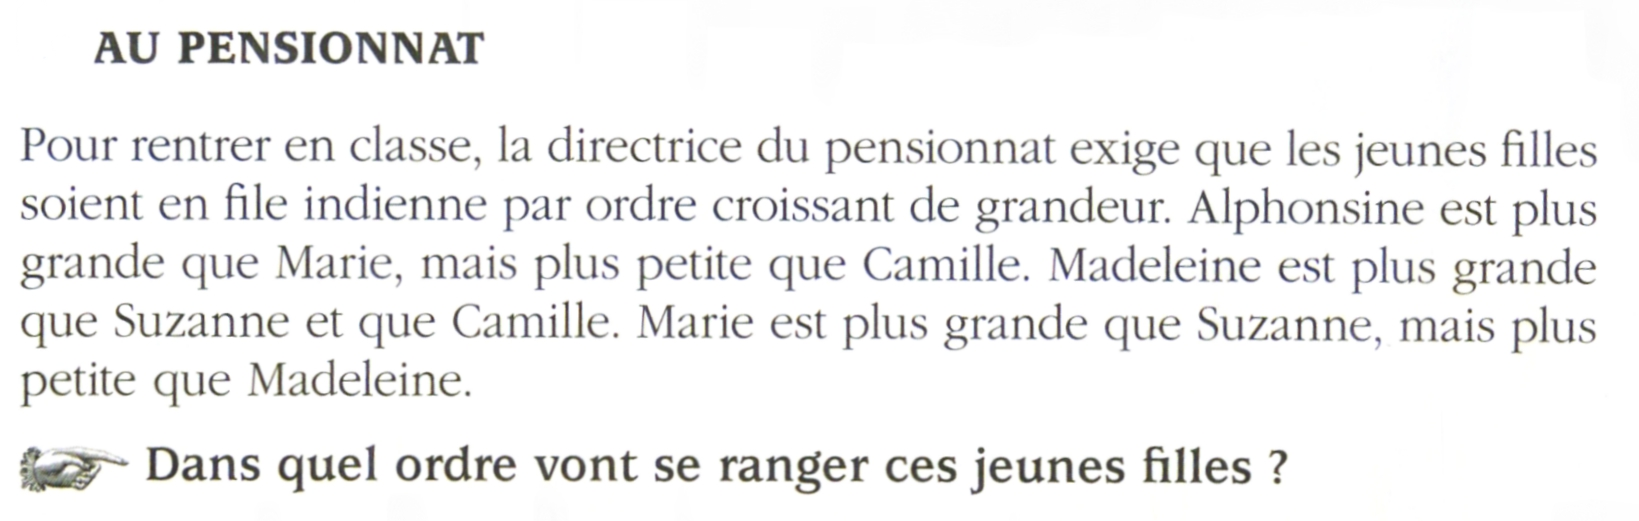 AU PENSIONNAT
Pour rentrer en classe, la directrice du pensionnat exige que les jeunes filles
soient en file indienne par ordre croissant de grandeur. Alphonsine est plus
grande que Marie, mais plus petite que Camille. Madeleine est plus grande
que Suzanne et que Camille. Marie est plus grande que Suzanne, mais plus
petite que Madeleine.
Dans quel ordre vont se ranger ces jeunes filles ?